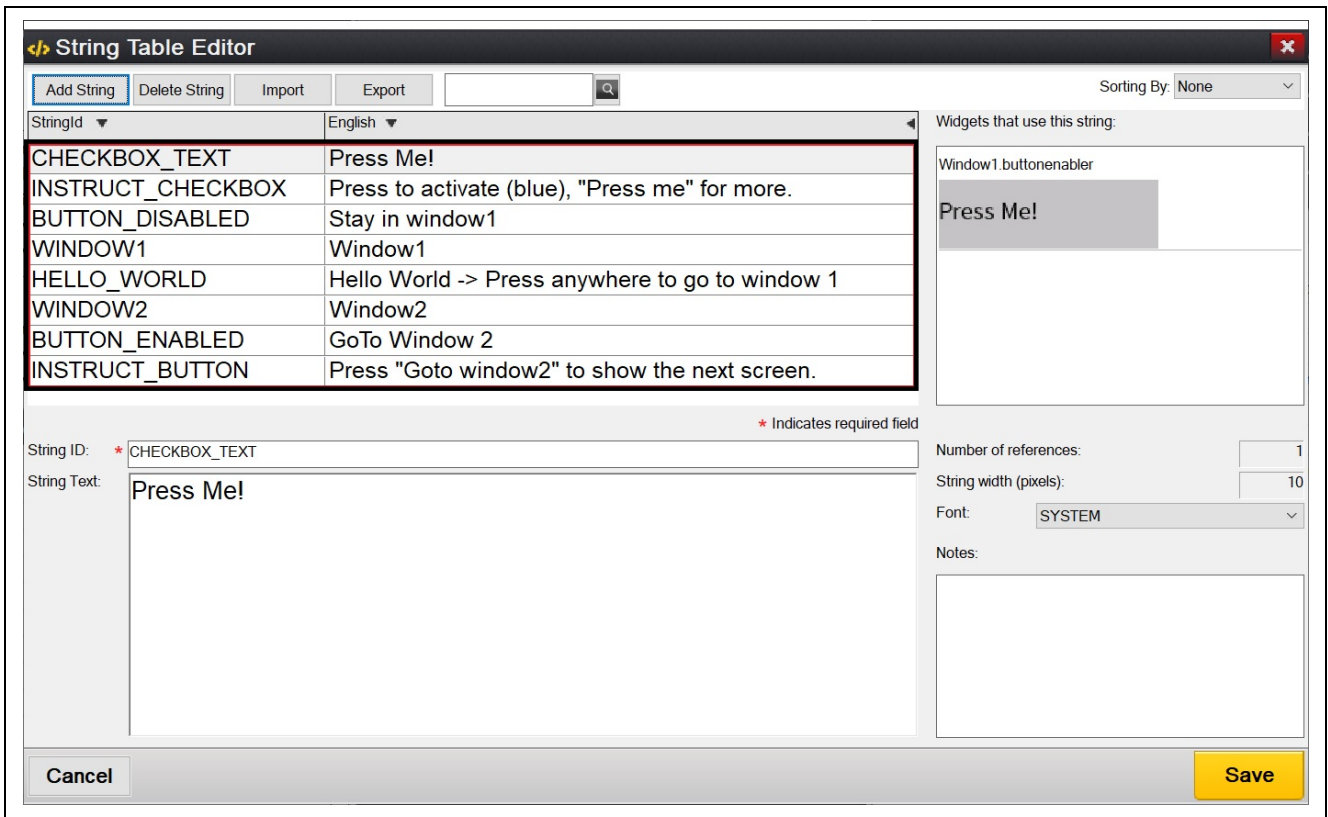 </> String Table Editor
Add String Delete String Import Export Sorting By: None
StringId English Widgets that use this string:
CHECKBOX_TEXT Press Me! Window1.buttonenabler
INSTRUCT_CHECKBOX Press to activate (blue), "Press me" for more.
BUTTON_DISABLED Stay in window1 Press Me!
WINDOW1 Window1
HELLO_WORLD Hello World -> Press anywhere to go to window 1
WINDOW2 Window2
BUTTON_ENABLED GoTo Window 2
INSTRUCT_BUTTON Press "Goto window2" to show the next screen.
* Indicates required field
String ID: * CHECKBOX_TEXT Number of references: 1
String Text: Press Me! String width (pixels): 10
Font: SYSTEM
Notes:
Cancel Save